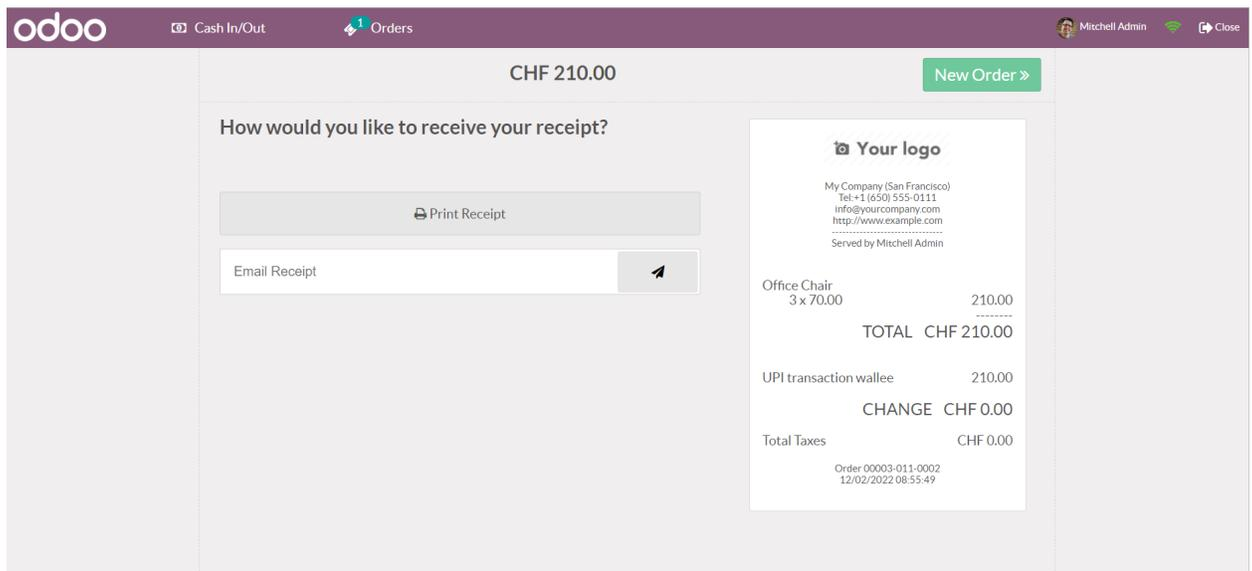 odoo Cash In/Out 1 Orders Mitchell Admin Close
CHF 210.00 New Order »
How would you like to receive your receipt?
Print Receipt
Email Receipt
Your logo
My Company (San Francisco)
Tel:+1 (650) 555-0111
info@yourcompany.com
http://www.example.com
--------------------------------
Served by Mitchell Admin
Office Chair
3 x 70.00 210.00
--------
TOTAL CHF 210.00
UPI transaction wallee 210.00
CHANGE CHF 0.00
Total Taxes CHF 0.00
Order 00003-011-0002
12/02/2022 08:55:49